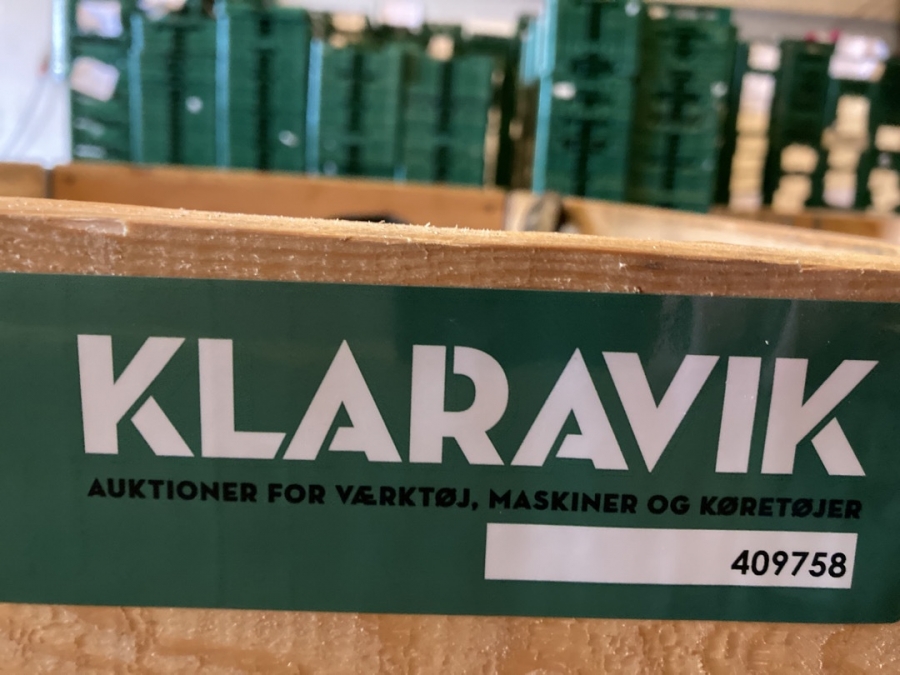 KLARAVIK
AUKTIONER FOR VÆRKTØJ, MASKINER OG KØRETØJER
409758